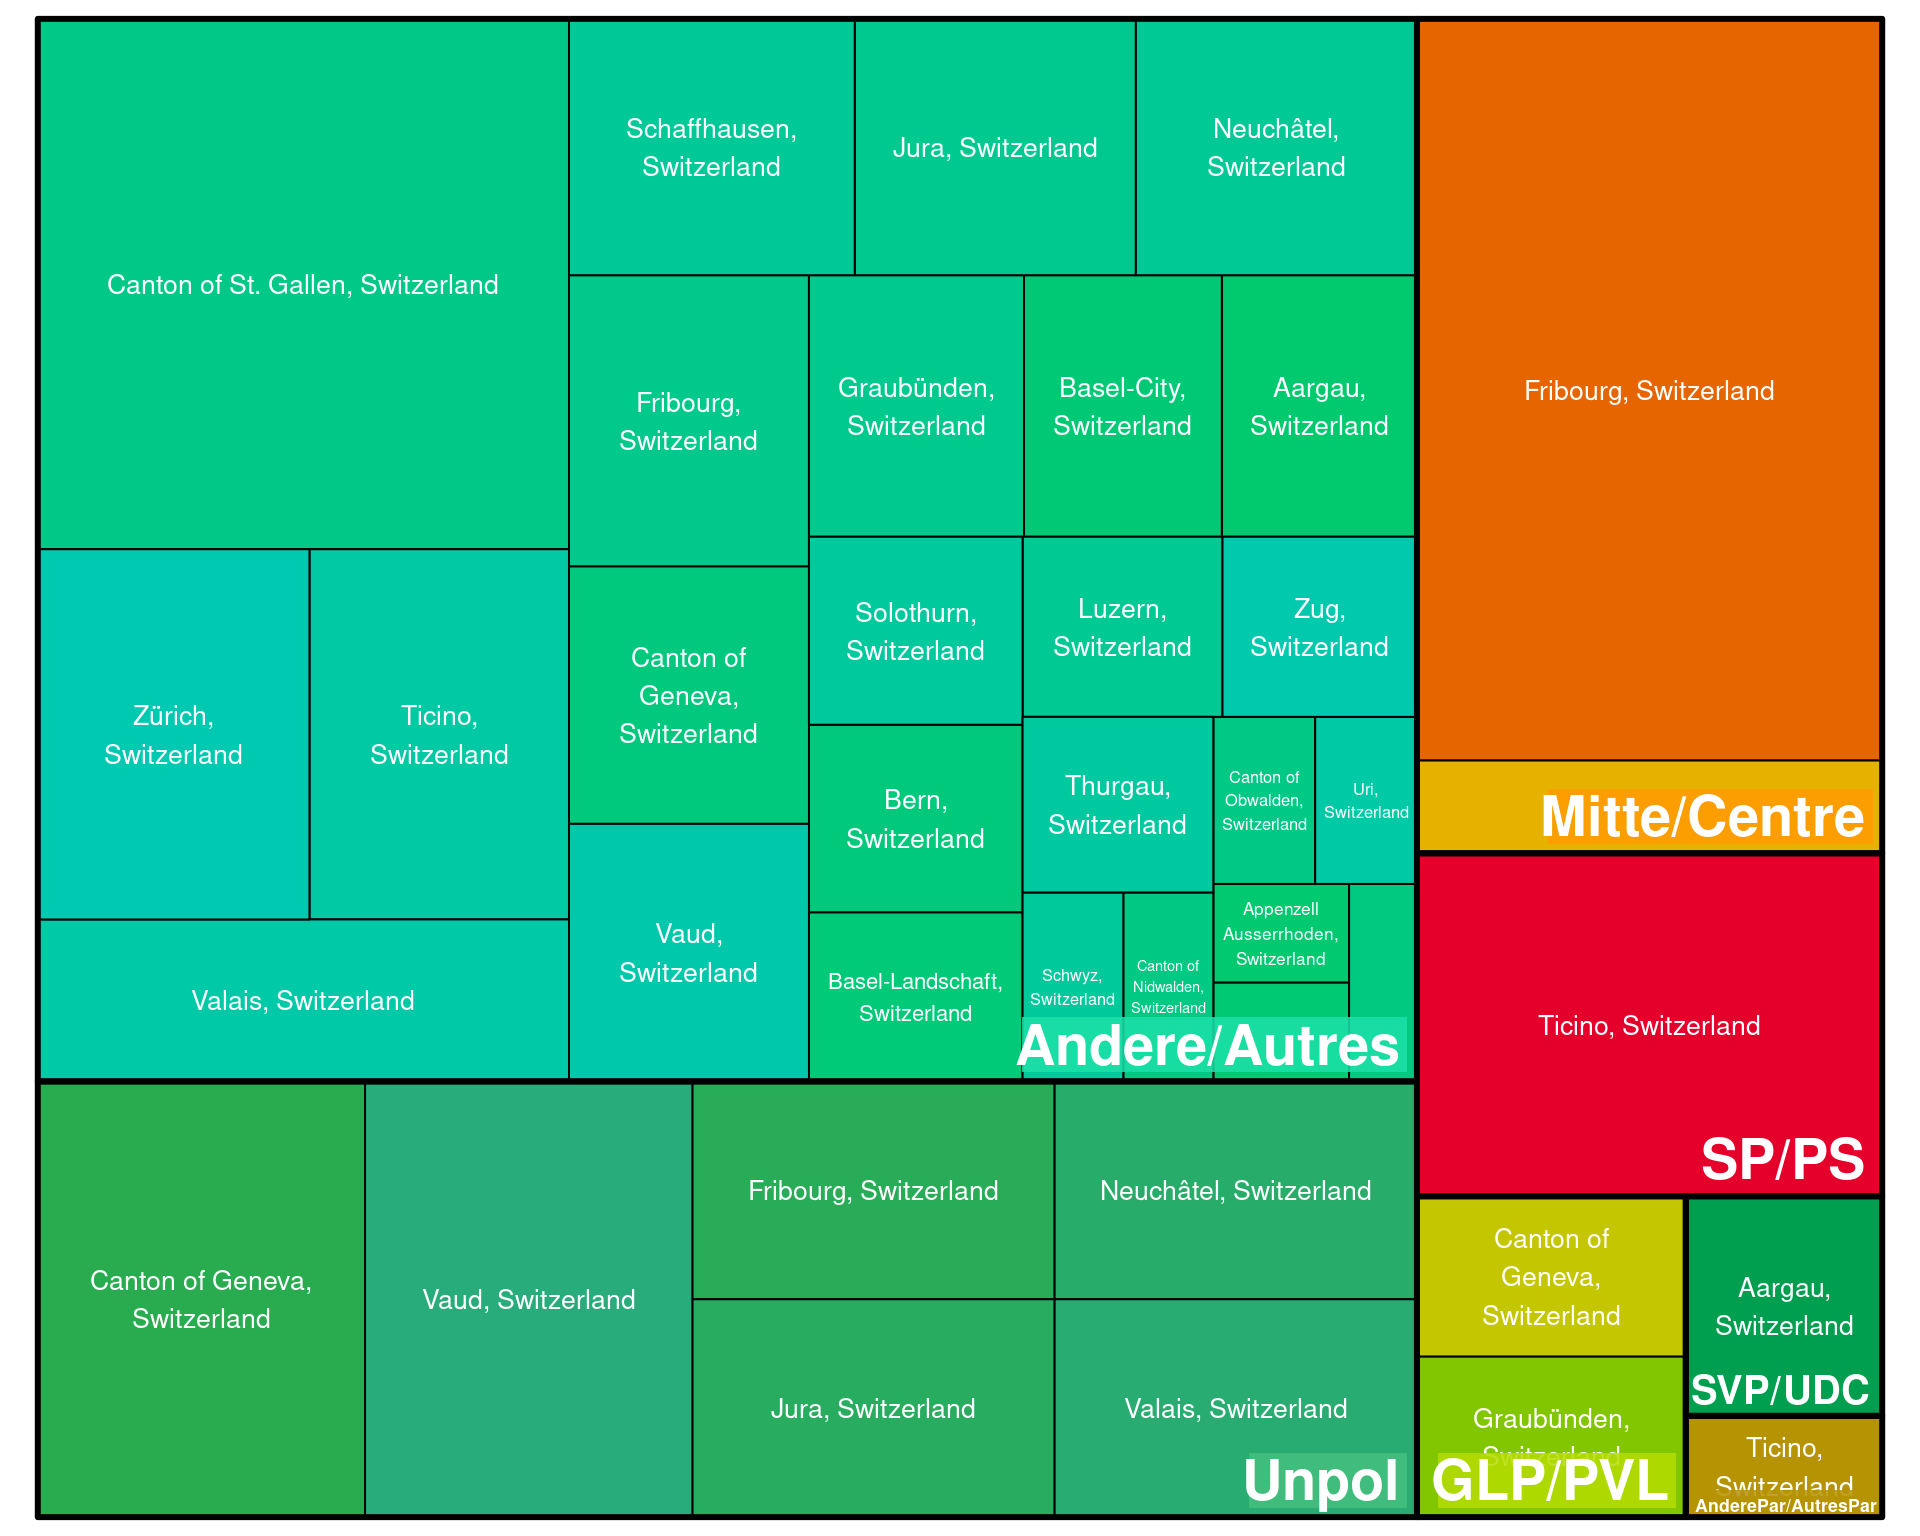 Canton of St. Gallen, Switzerland
Schaffhausen,
Switzerland
Jura, Switzerland
Neuchâtel,
Switzerland
Fribourg,
Switzerland
Graubünden,
Switzerland
Basel-City,
Switzerland
Aargau,
Switzerland
Zürich,
Switzerland
Ticino,
Switzerland
Canton of
Geneva,
Switzerland
Solothurn,
Switzerland
Luzern,
Switzerland
Zug,
Switzerland
Bern,
Switzerland
Thurgau,
Switzerland
Canton of
Obwalden,
Switzerland
Uri,
Switzerland
Valais, Switzerland
Vaud,
Switzerland
Basel-Landschaft,
Switzerland
Schwyz,
Switzerland
Canton of
Nidwalden,
Switzerland
Appenzell
Ausserrhoden,
Switzerland
Andere/Autres
Canton of Geneva,
Switzerland
Vaud, Switzerland
Fribourg, Switzerland
Neuchâtel, Switzerland
Jura, Switzerland
Valais, Switzerland
Unpol
Fribourg, Switzerland
Mitte/Centre
Ticino, Switzerland
SP/PS
Canton of
Geneva,
Switzerland
Graubünden,
Switzerland
GLP/PVL
Aargau,
Switzerland
SVP/UDC
Ticino,
Switzerland
AnderePar/AutresPar